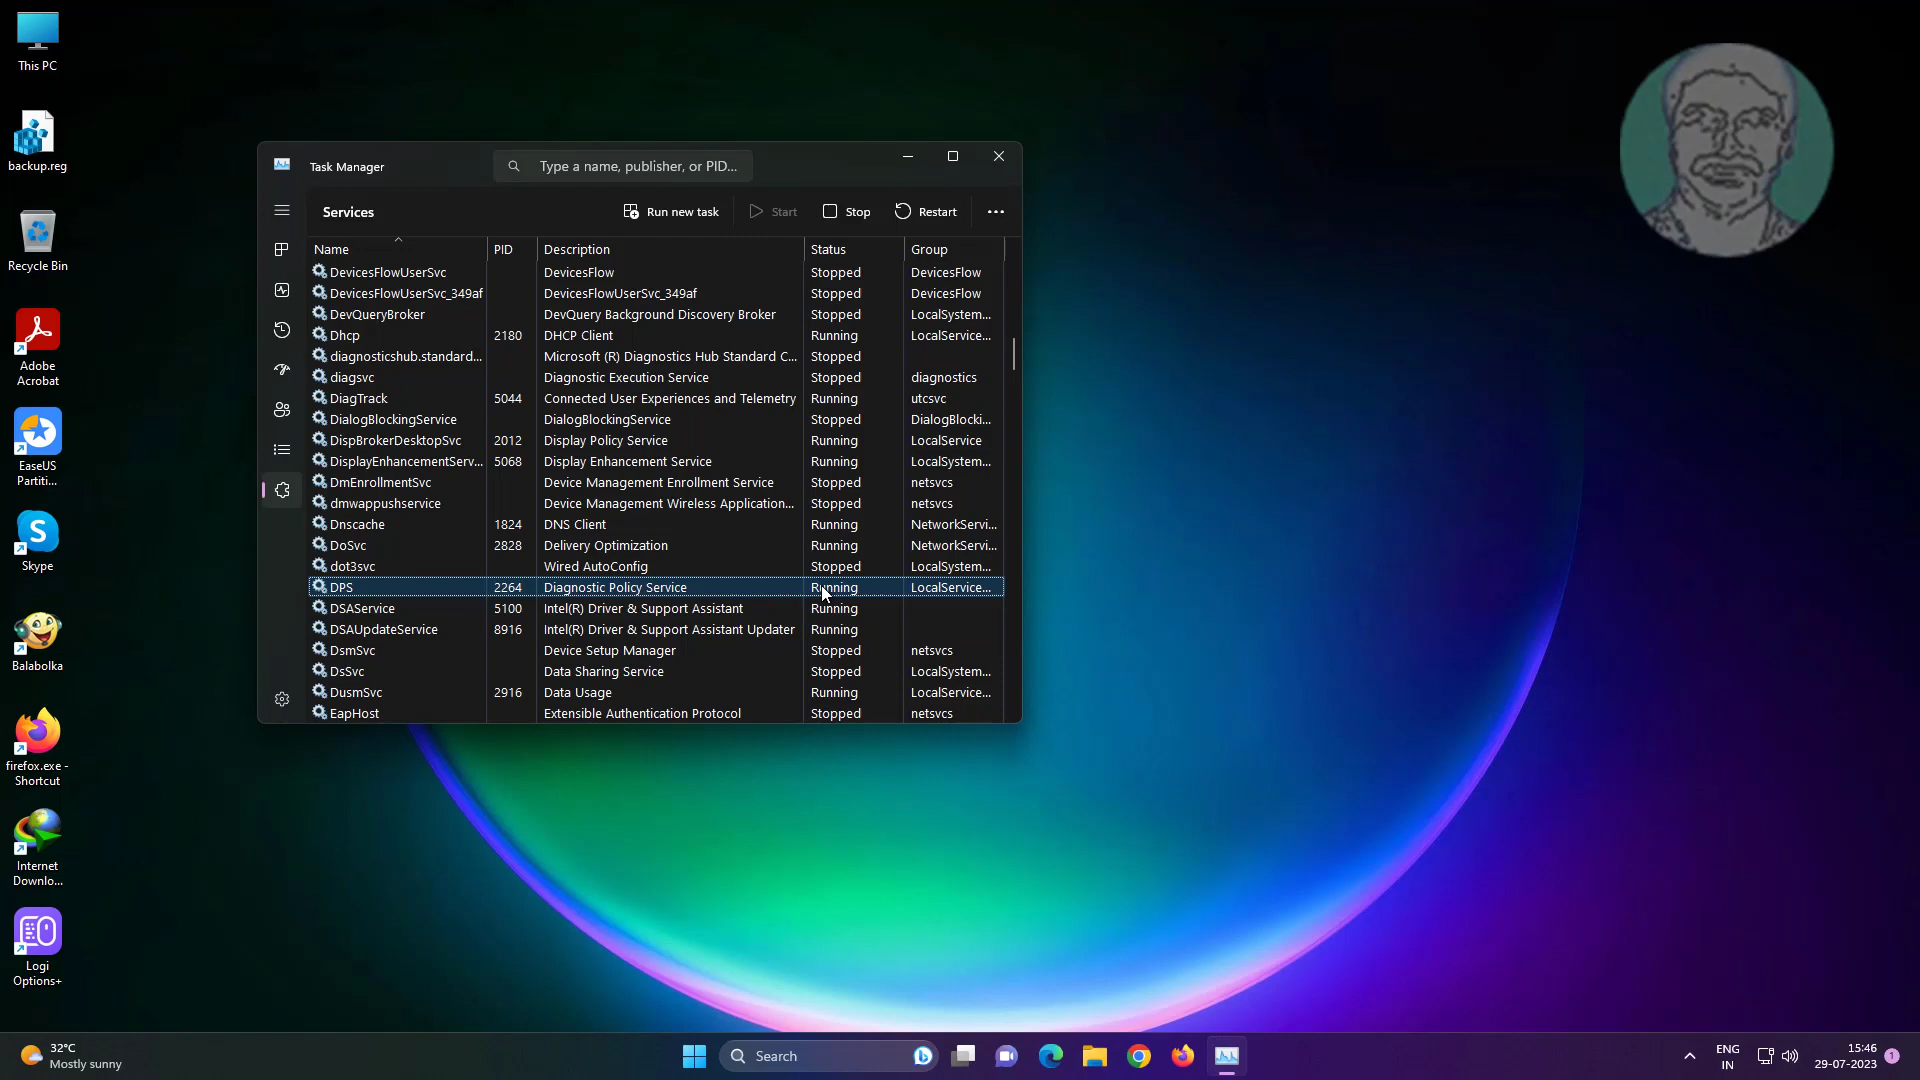 This PC
backup.reg
Recycle Bin
Adobe
Acrobat
EaseUS
Partiti...
Skype
Balabolka
firefox.exe -
Shortcut
Internet
Downlo...
Logi
Options+
Task Manager
Type a name, publisher, or PID...
Services
Run new task
Start
Stop
Restart
Name PID Description Status Group
DevicesFlowUserSvc DevicesFlow Stopped DevicesFlow
DevicesFlowUserSvc_349af DevicesFlowUserSvc_349af Stopped DevicesFlow
DevQueryBroker DevQuery Background Discovery Broker Stopped LocalSystem...
Dhcp 2180 DHCP Client Running LocalService...
diagnosticshub.standard... Microsoft (R) Diagnostics Hub Standard C... Stopped
diagsvc Diagnostic Execution Service Stopped diagnostics
DiagTrack 5044 Connected User Experiences and Telemetry Running utcsvc
DialogBlockingService DialogBlockingService Stopped DialogBlocki...
DispBrokerDesktopSvc 2012 Display Policy Service Running LocalService
DisplayEnhancementServ... 5068 Display Enhancement Service Running LocalSystem...
DmEnrollmentSvc Device Management Enrollment Service Stopped netsvcs
dmwappushservice Device Management Wireless Application... Stopped netsvcs
Dnscache 1824 DNS Client Running NetworkServi...
DoSvc 2828 Delivery Optimization Running NetworkServi...
dot3svc Wired AutoConfig Stopped LocalSystem...
DPS 2264 Diagnostic Policy Service Running LocalService...
DSAService 5100 Intel(R) Driver & Support Assistant Running
DSAUpdateService 8916 Intel(R) Driver & Support Assistant Updater Running
DsmSvc Device Setup Manager Stopped netsvcs
DsSvc Data Sharing Service Stopped LocalSystem...
DusmSvc 2916 Data Usage Running LocalService...
EapHost Extensible Authentication Protocol Stopped netsvcs
32°C
Mostly sunny
Search
ENG
IN
15:46
29-07-2023
1